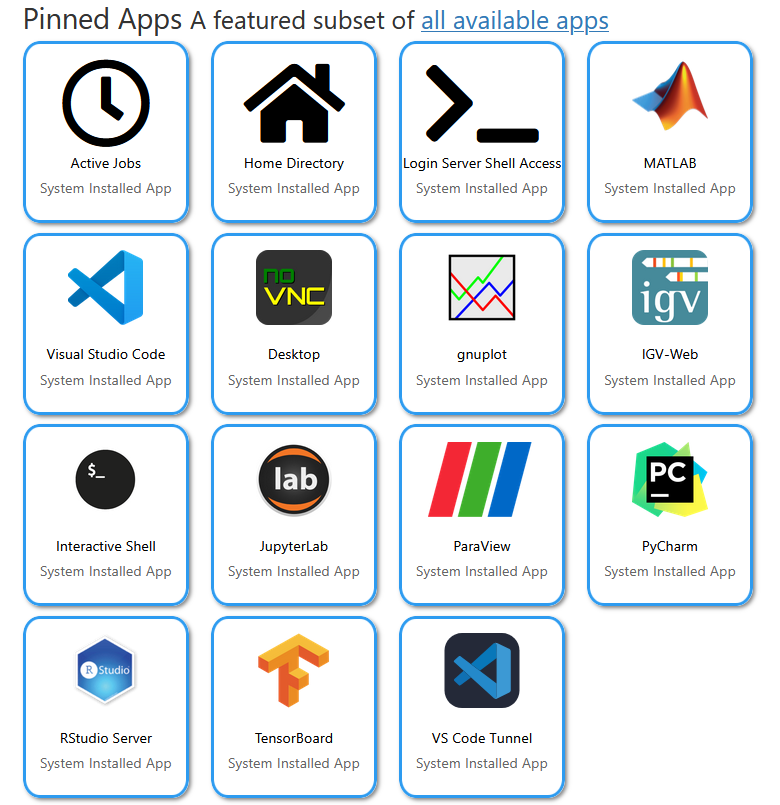 Pinned Apps A featured subset of all available apps
Active Jobs
System Installed App
Home Directory
System Installed App
Login Server Shell Access
System Installed App
MATLAB
System Installed App
Visual Studio Code
System Installed App
no
VNC
Desktop
System Installed App
gnuplot
System Installed App
igv
IGV-Web
System Installed App
$_
Interactive Shell
System Installed App
lab
JupyterLab
System Installed App
ParaView
System Installed App
PC
PyCharm
System Installed App
R Studio
RStudio Server
System Installed App
TensorBoard
System Installed App
VS Code Tunnel
System Installed App